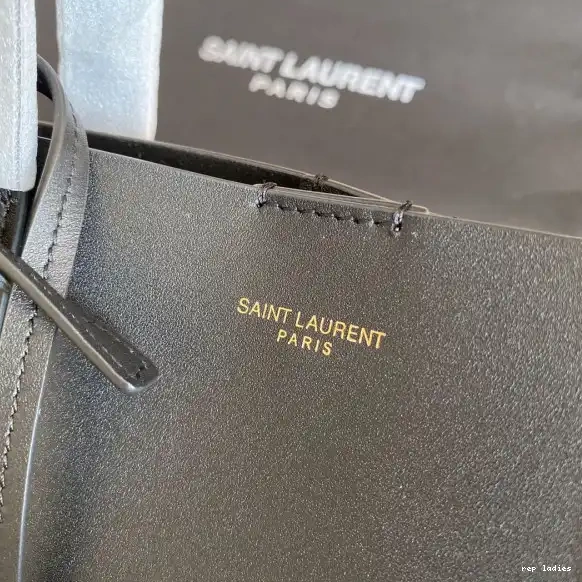 SAINT LAURENT
PARIS
SAINT LAURENT
PARIS
rep ladies